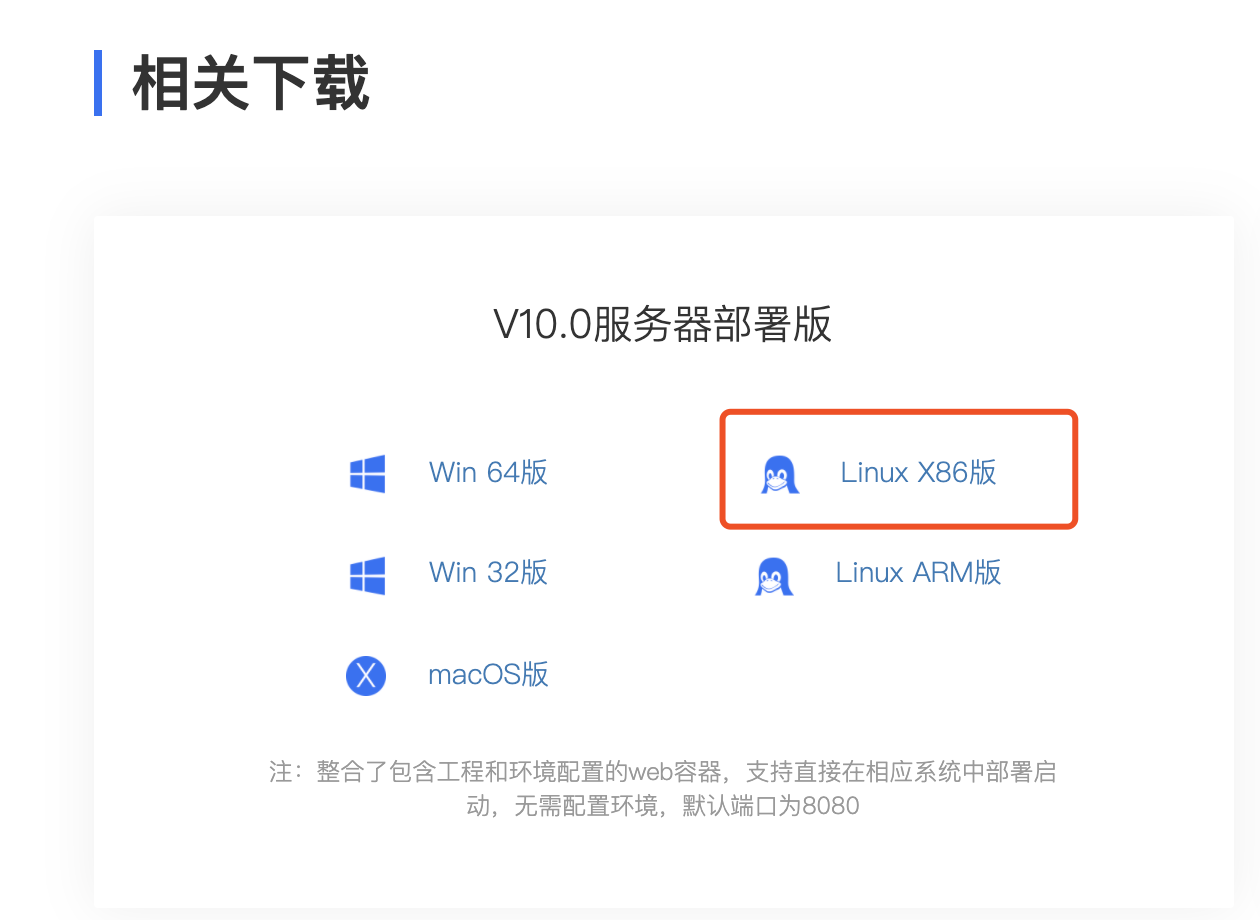 相关下载
V10.0服务器部署版
Win 64版
Linux X86版
Win 32版
Linux ARM版
macOS版
注：整合了包含工程和环境配置的web容器，支持直接在相应系统中部署启
动，无需配置环境，默认端口为8080